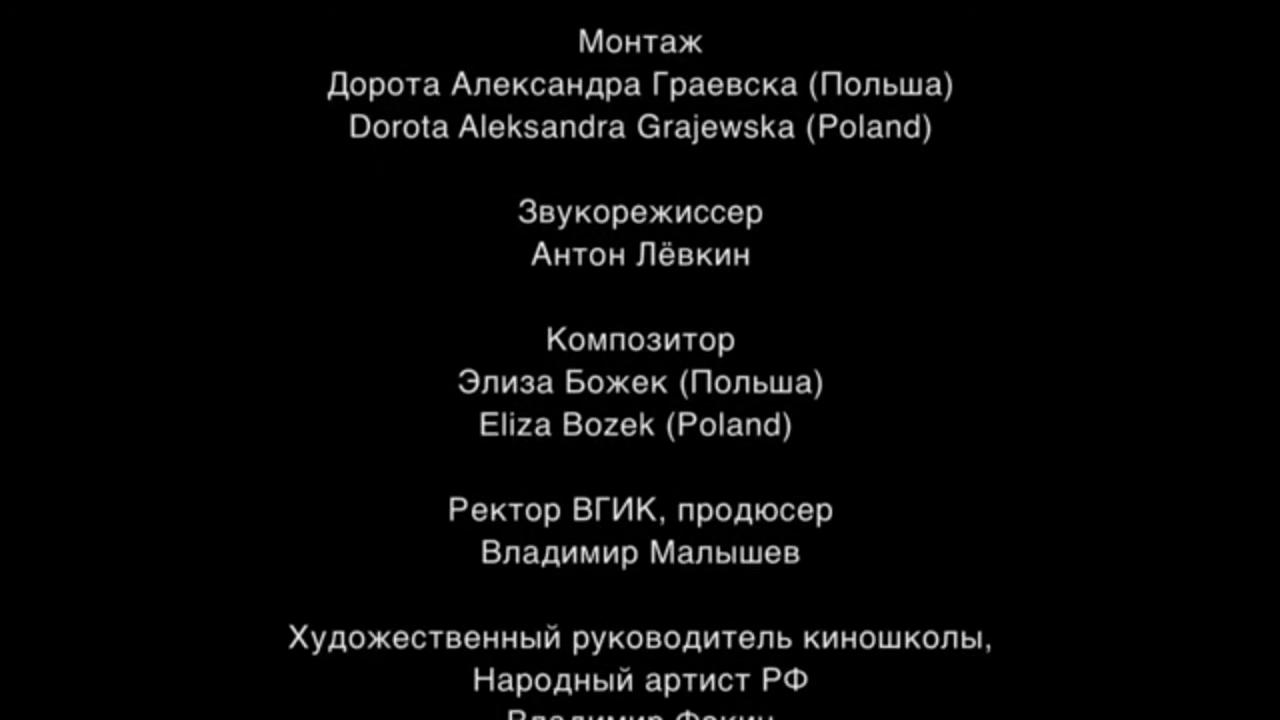 Монтаж
Дорота Александра Граевска (Польша)
Dorota Aleksandra Grajewska (Poland)
Звукорежиссер
Антон Лёвкин
Композитор
Элиза Божек (Польша)
Eliza Bozek (Poland)
Ректор ВГИК, продюсер
Владимир Малышев
Художественный руководитель киношколы,
Народный артист РФ
Владимир